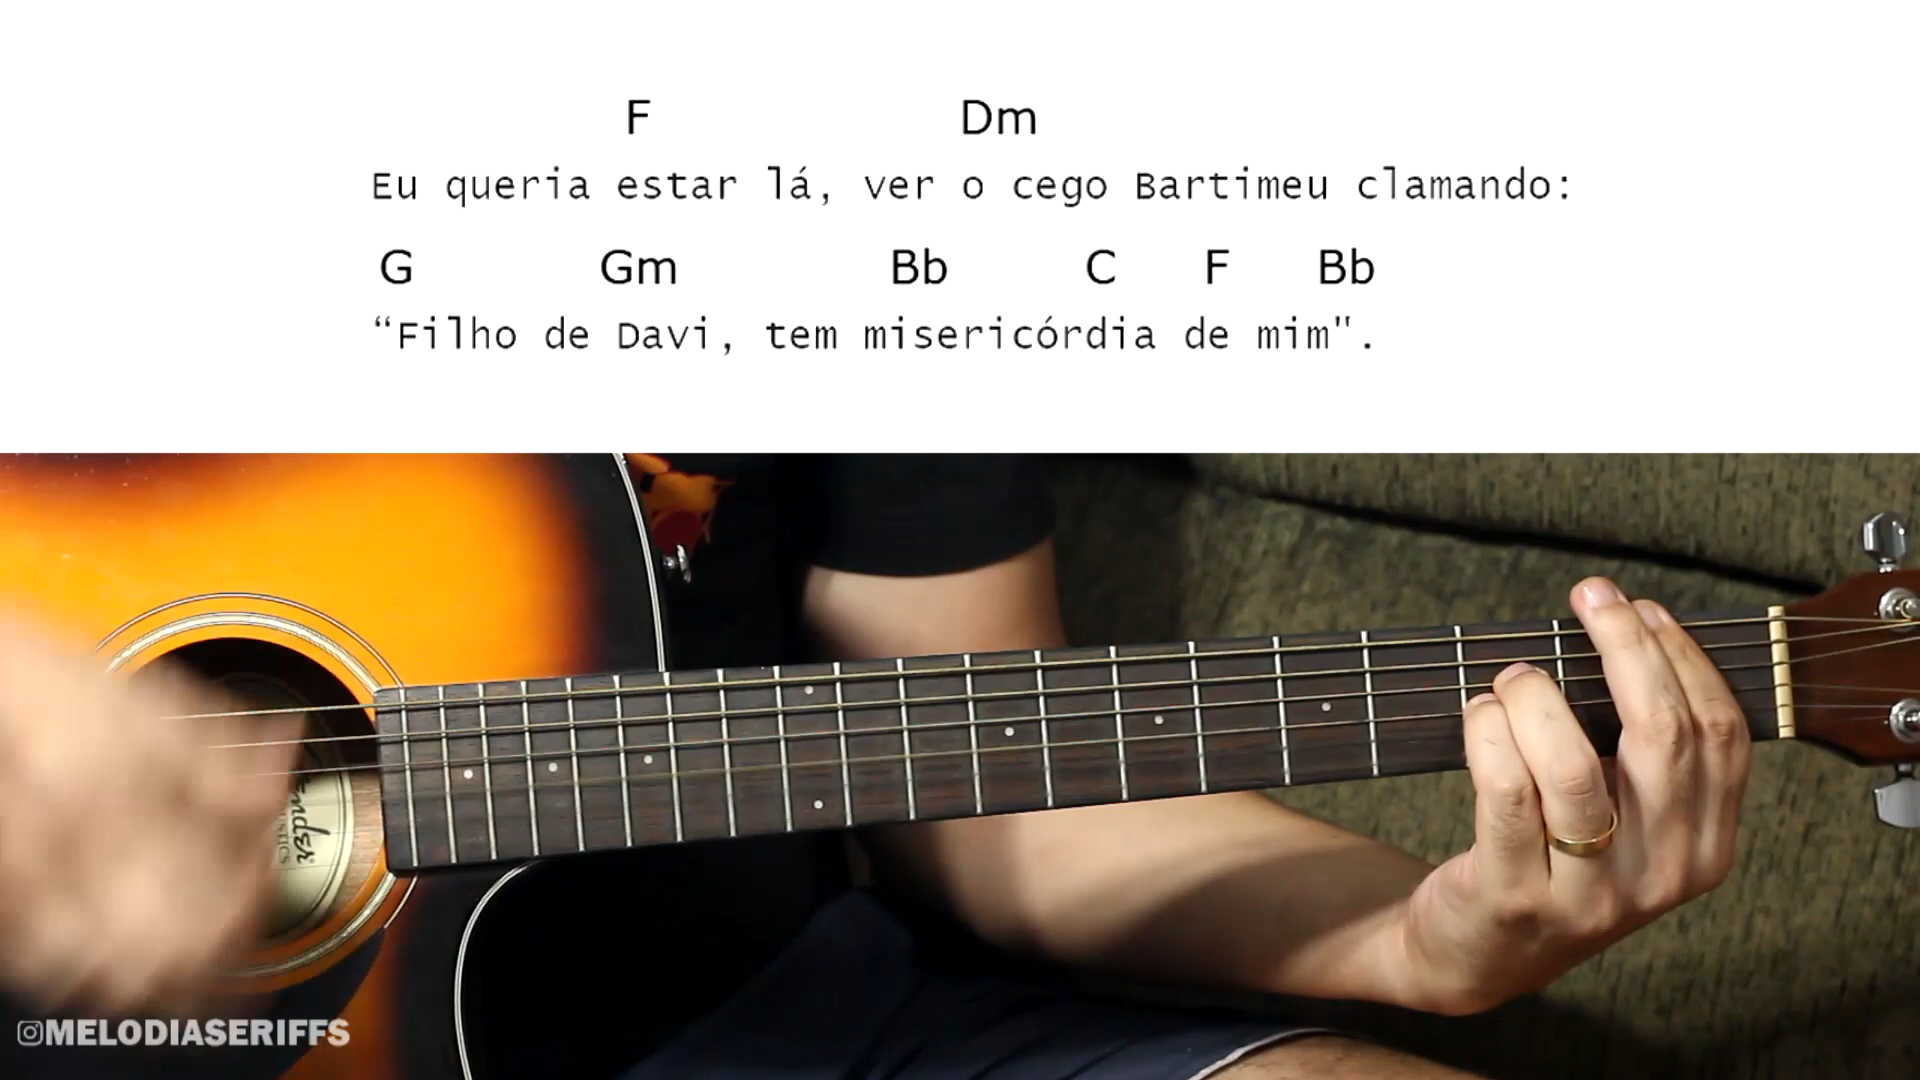 F Dm
Eu queria estar lá, ver o cego Bartimeu clamando:
G Gm Bb C F Bb
“Filho de Davi, tem misericórdia de mim".
@MELODIASERIFFS